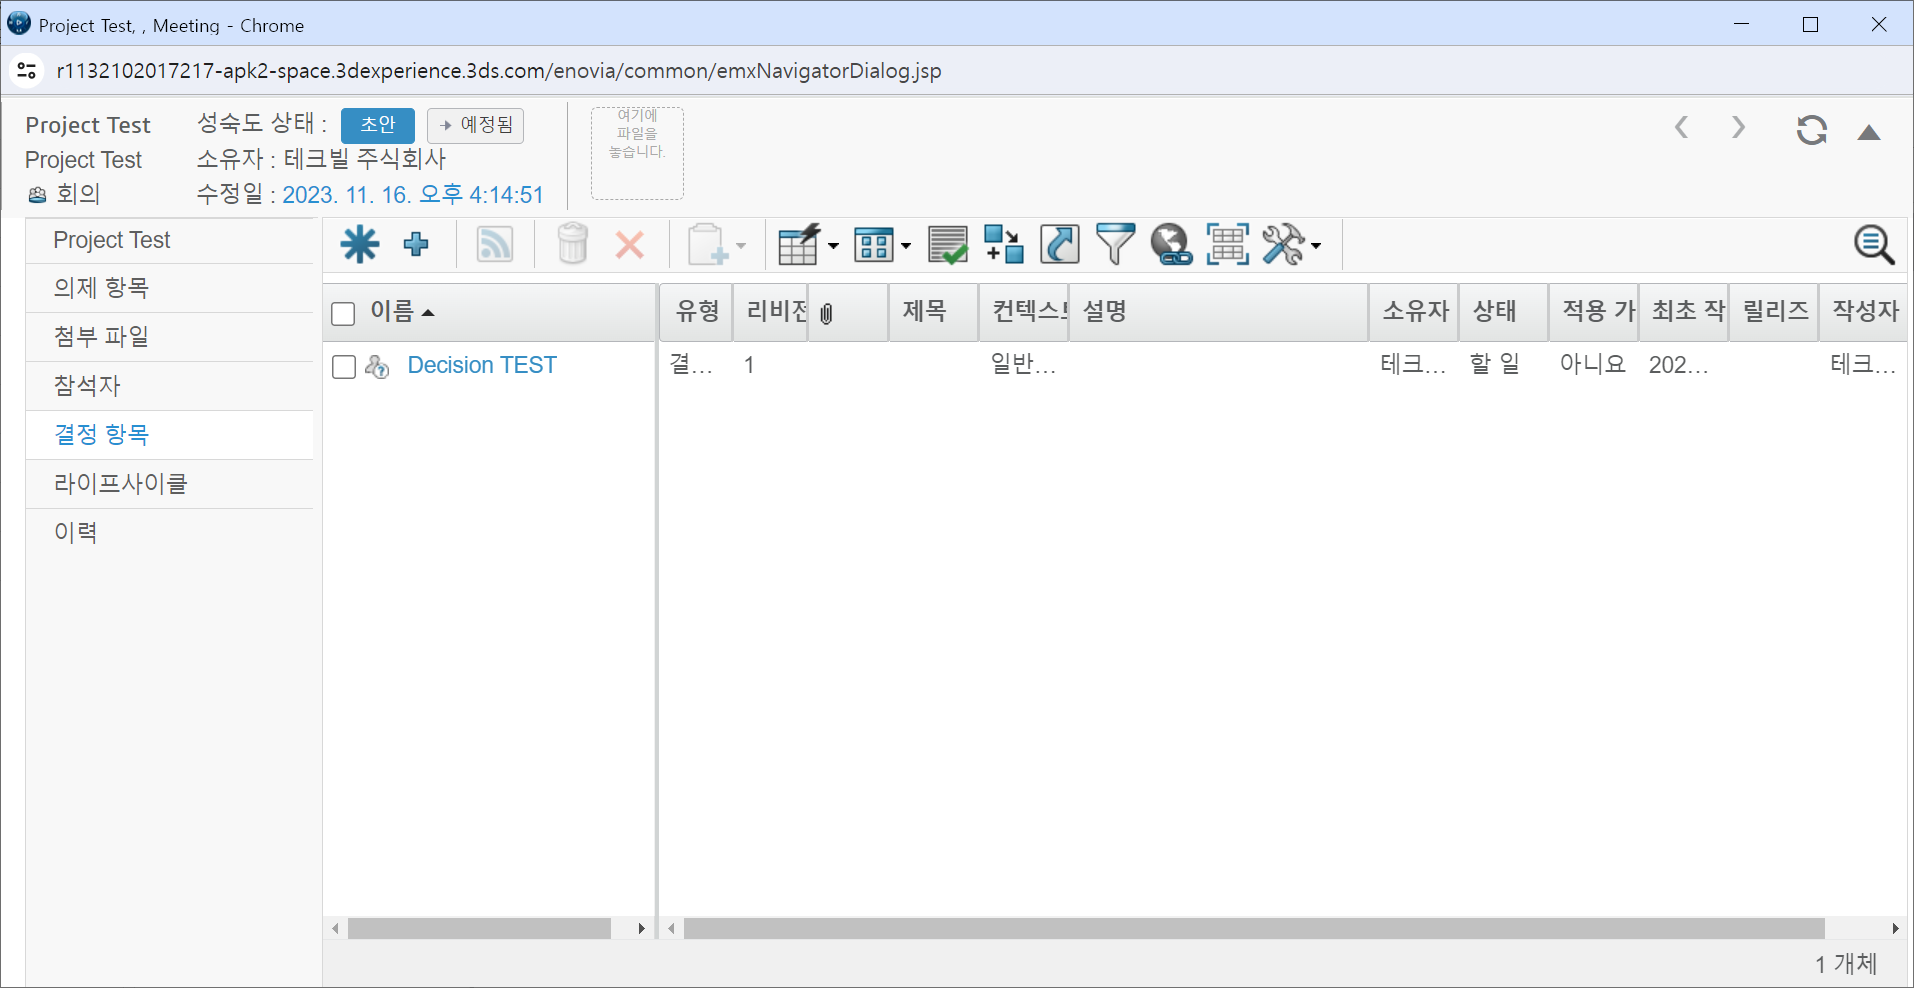 Project Test, , Meeting - Chrome
r1132102017217-apk2-space.3dexperience.3ds.com/enovia/common/emxNavigatorDialog.jsp
Project Test
Project Test
회의
성숙도 상태 : 초안 예정됨
소유자 : 테크빌 주식회사
수정일 : 2023. 11. 16. 오후 4:14:51
여기에
파일을
놓습니다.
Project Test
의제 항목
첨부 파일
참석자
결정 항목
라이프사이클
이력
이름 유형 리비전 제목 컨텍스트 설명 소유자 상태 적용 가 최초 작 릴리즈 작성자
Decision TEST 결... 1 일반... 테크... 할 일 아니요 202... 테크...
1 개체